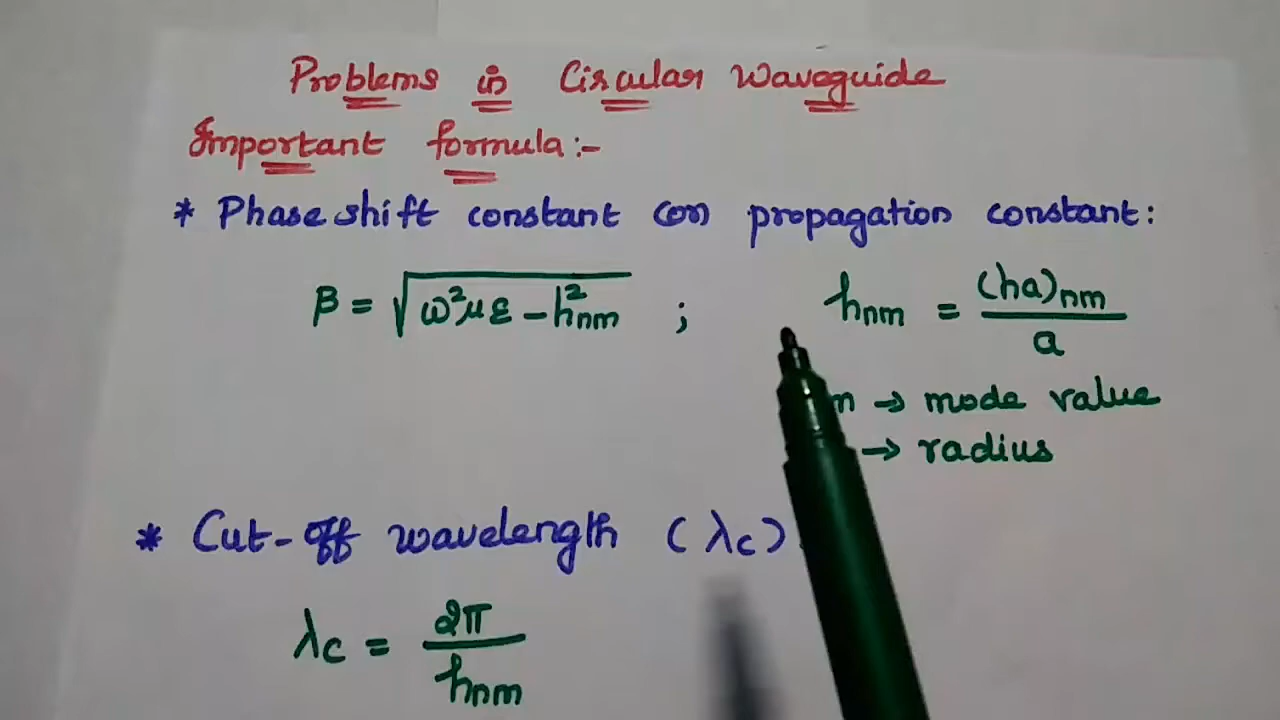 Problems in Circular Waveguide
Important formula:-
* Phase shift constant (or) propagation constant:
β = √ω²με - h²nm ; hnm = (ha)nm / a
m → mode value
→ radius
* Cut-off wavelength (λc)
λc = 2π / hnm